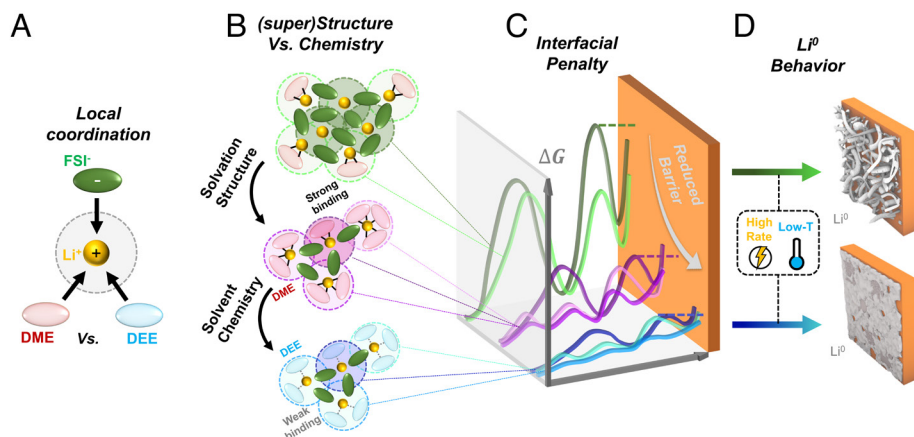 A
Local
coordination
FSI-
-
Li+
+
DME
Vs.
DEE
B
(super)Structure
Vs. Chemistry
Solvation
Structure
Strong
binding
DME
Solvent
Chemistry
DEE
Weak
binding
C
Interfacial
Penalty
ΔG
Reduced
Barrier
D
Li⁰
Behavior
Li⁰
High
Rate
Low-T
Li⁰